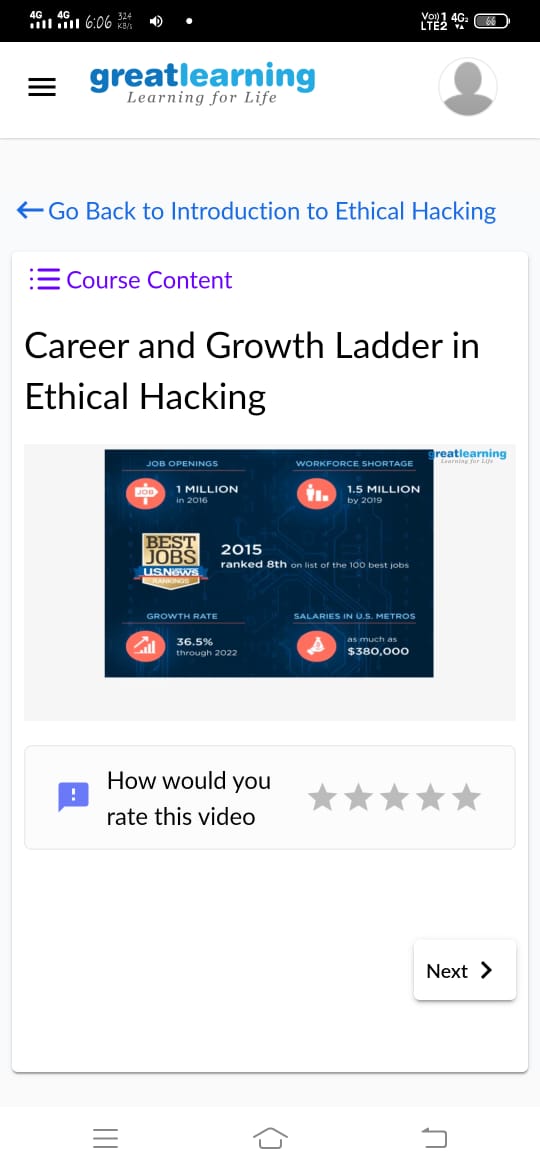 4G 4G 6:06 324 KB/s Vo)) 1 4G2 LTE2 66
greatlearning
Learning for Life
Go Back to Introduction to Ethical Hacking
Course Content
Career and Growth Ladder in
Ethical Hacking
greatlearning
Learning for Life
JOB OPENINGS
JOB
1 MILLION
in 2016
WORKFORCE SHORTAGE
1.5 MILLION
by 2019
BEST
JOBS
U.S.News
RANKINGS
2015
ranked 8th on list of the 100 best jobs
GROWTH RATE
36.5%
through 2022
SALARIES IN U.S. METROS
as much as
$380,000
How would you
rate this video
Next